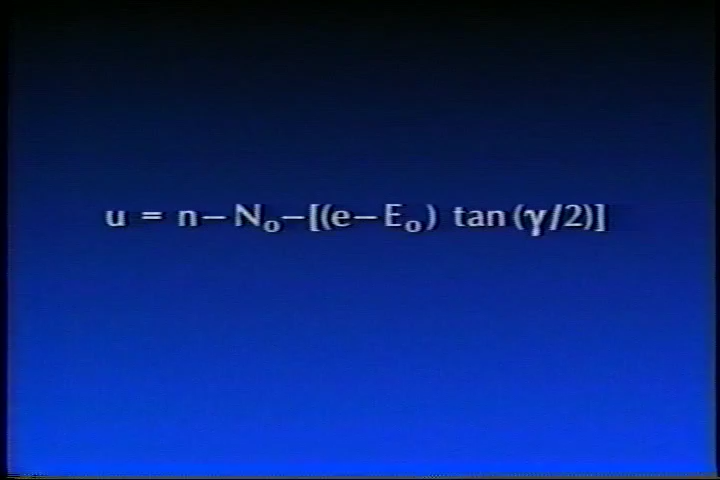 u = n – N₀ – [(e – E₀) tan (γ/2)]